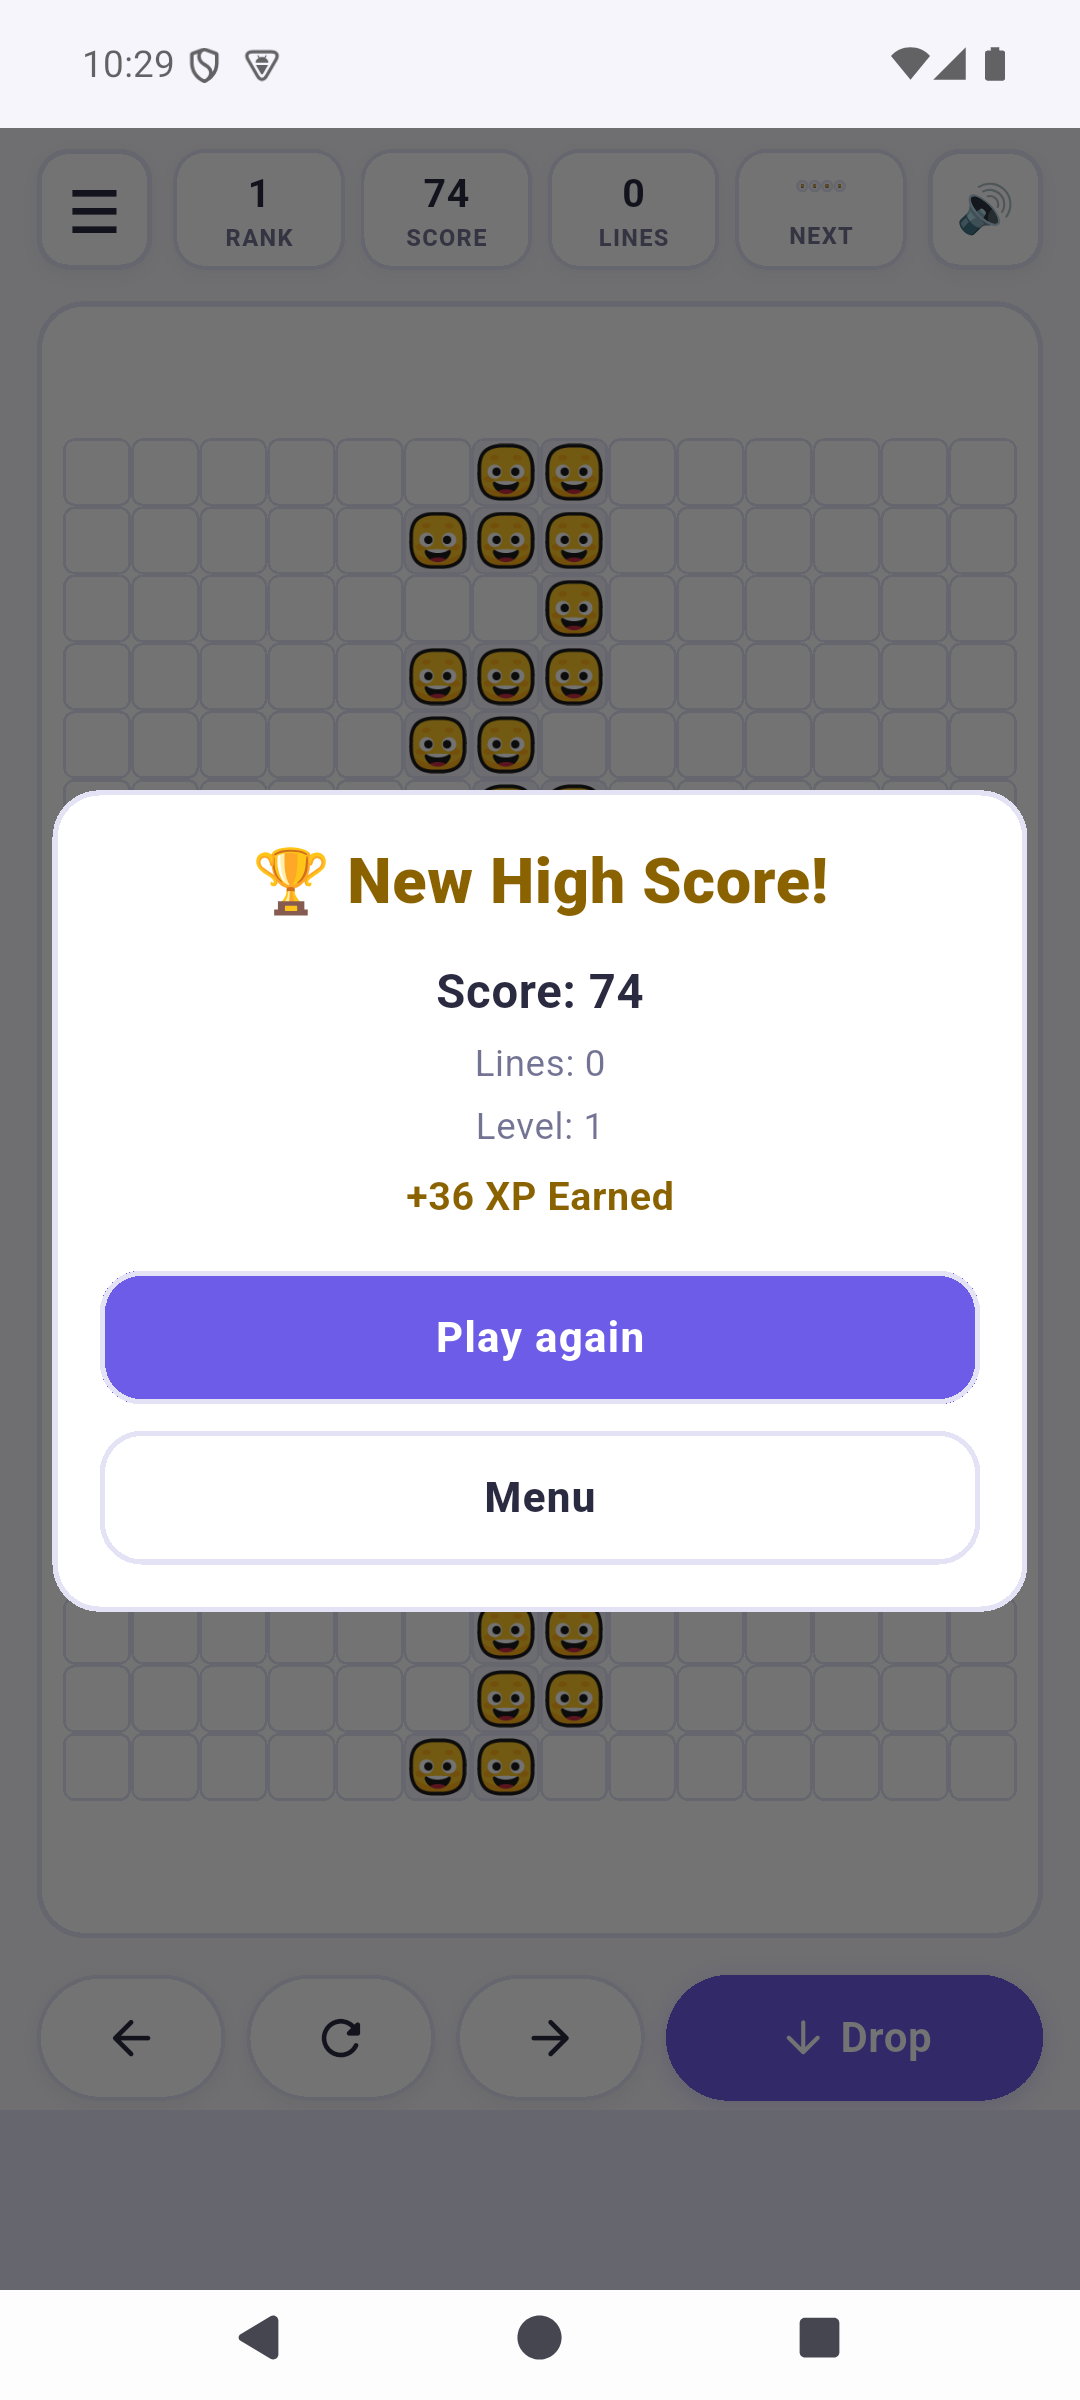 10:29
1
RANK
74
SCORE
0
LINES
NEXT
New High Score!
Score: 74
Lines: 0
Level: 1
+36 XP Earned
Play again
Menu
Drop